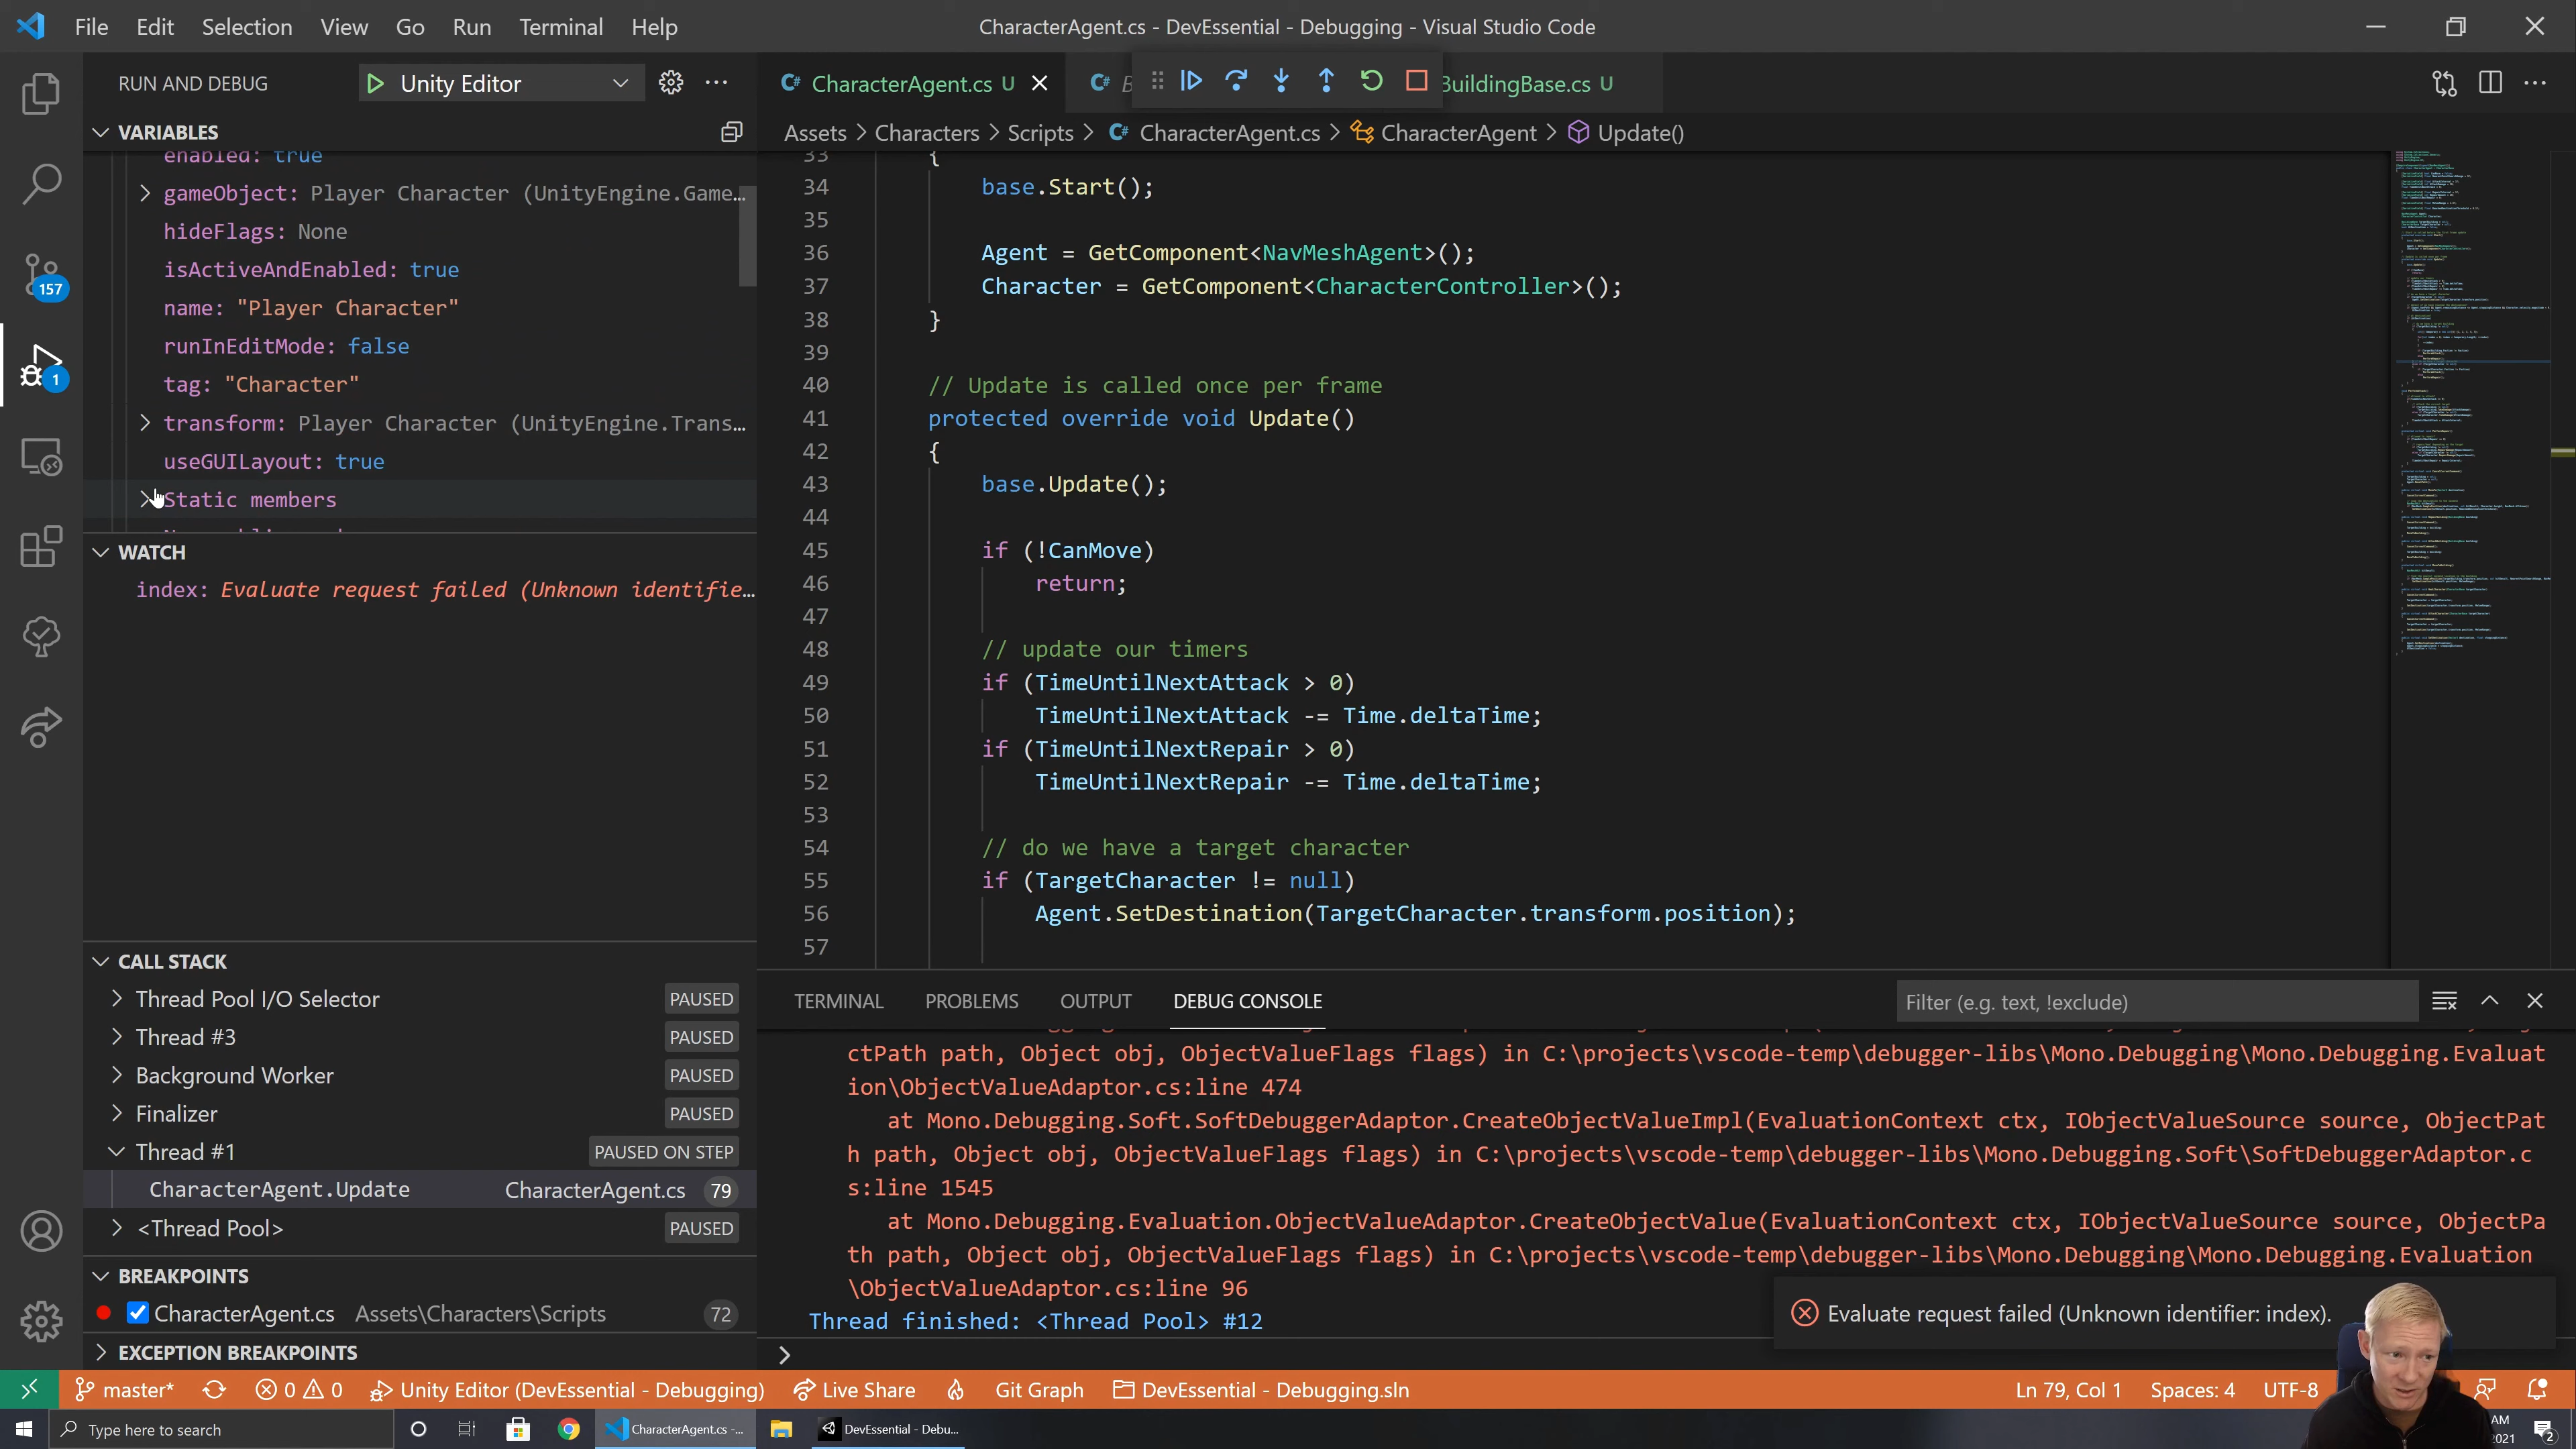 File Edit Selection View Go Run Terminal Help
CharacterAgent.cs - DevEssential - Debugging - Visual Studio Code
RUN AND DEBUG
Unity Editor
CharacterAgent.cs U
B
BuildingBase.cs U
VARIABLES
Assets > Characters > Scripts > CharacterAgent.cs > CharacterAgent > Update()
enabled: true
gameObject: Player Character (UnityEngine.Game...
hideFlags: None
isActiveAndEnabled: true
name: "Player Character"
runInEditMode: false
tag: "Character"
transform: Player Character (UnityEngine.Trans...
useGUILayout: true
Static members
WATCH
index: Evaluate request failed (Unknown identifie...
CALL STACK
Thread Pool I/O Selector PAUSED
Thread #3 PAUSED
Background Worker PAUSED
Finalizer PAUSED
Thread #1 PAUSED ON STEP
CharacterAgent.Update CharacterAgent.cs 79
<Thread Pool> PAUSED
BREAKPOINTS
CharacterAgent.cs Assets\Characters\Scripts 72
EXCEPTION BREAKPOINTS
157
1
33 {
34 base.Start();
35
36 Agent = GetComponent<NavMeshAgent>();
37 Character = GetComponent<CharacterController>();
38 }
39
40 // Update is called once per frame
41 protected override void Update()
42 {
43 base.Update();
44
45 if (!CanMove)
46 return;
47
48 // update our timers
49 if (TimeUntilNextAttack > 0)
50 TimeUntilNextAttack -= Time.deltaTime;
51 if (TimeUntilNextRepair > 0)
52 TimeUntilNextRepair -= Time.deltaTime;
53
54 // do we have a target character
55 if (TargetCharacter != null)
56 Agent.SetDestination(TargetCharacter.transform.position);
57
TERMINAL PROBLEMS OUTPUT DEBUG CONSOLE
Filter (e.g. text, !exclude)
ctPath path, Object obj, ObjectValueFlags flags) in C:\projects\vscode-temp\debugger-libs\Mono.Debugging\Mono.Debugging.Evaluat
ion\ObjectValueAdaptor.cs:line 474
at Mono.Debugging.Soft.SoftDebuggerAdaptor.CreateObjectValueImpl(EvaluationContext ctx, IObjectValueSource source, ObjectPat
h path, Object obj, ObjectValueFlags flags) in C:\projects\vscode-temp\debugger-libs\Mono.Debugging.Soft\SoftDebuggerAdaptor.c
s:line 1545
at Mono.Debugging.Evaluation.ObjectValueAdaptor.CreateObjectValue(EvaluationContext ctx, IObjectValueSource source, ObjectPa
th path, Object obj, ObjectValueFlags flags) in C:\projects\vscode-temp\debugger-libs\Mono.Debugging\Mono.Debugging.Evaluation
\ObjectValueAdaptor.cs:line 96
Thread finished: <Thread Pool> #12
Evaluate request failed (Unknown identifier: index).
master* 0 0 Unity Editor (DevEssential - Debugging) Live Share Git Graph DevEssential - Debugging.sln
Ln 79, Col 1 Spaces: 4 UTF-8
Type here to search
CharacterAgent.cs -...
DevEssential - Debu...
AM
2021
2